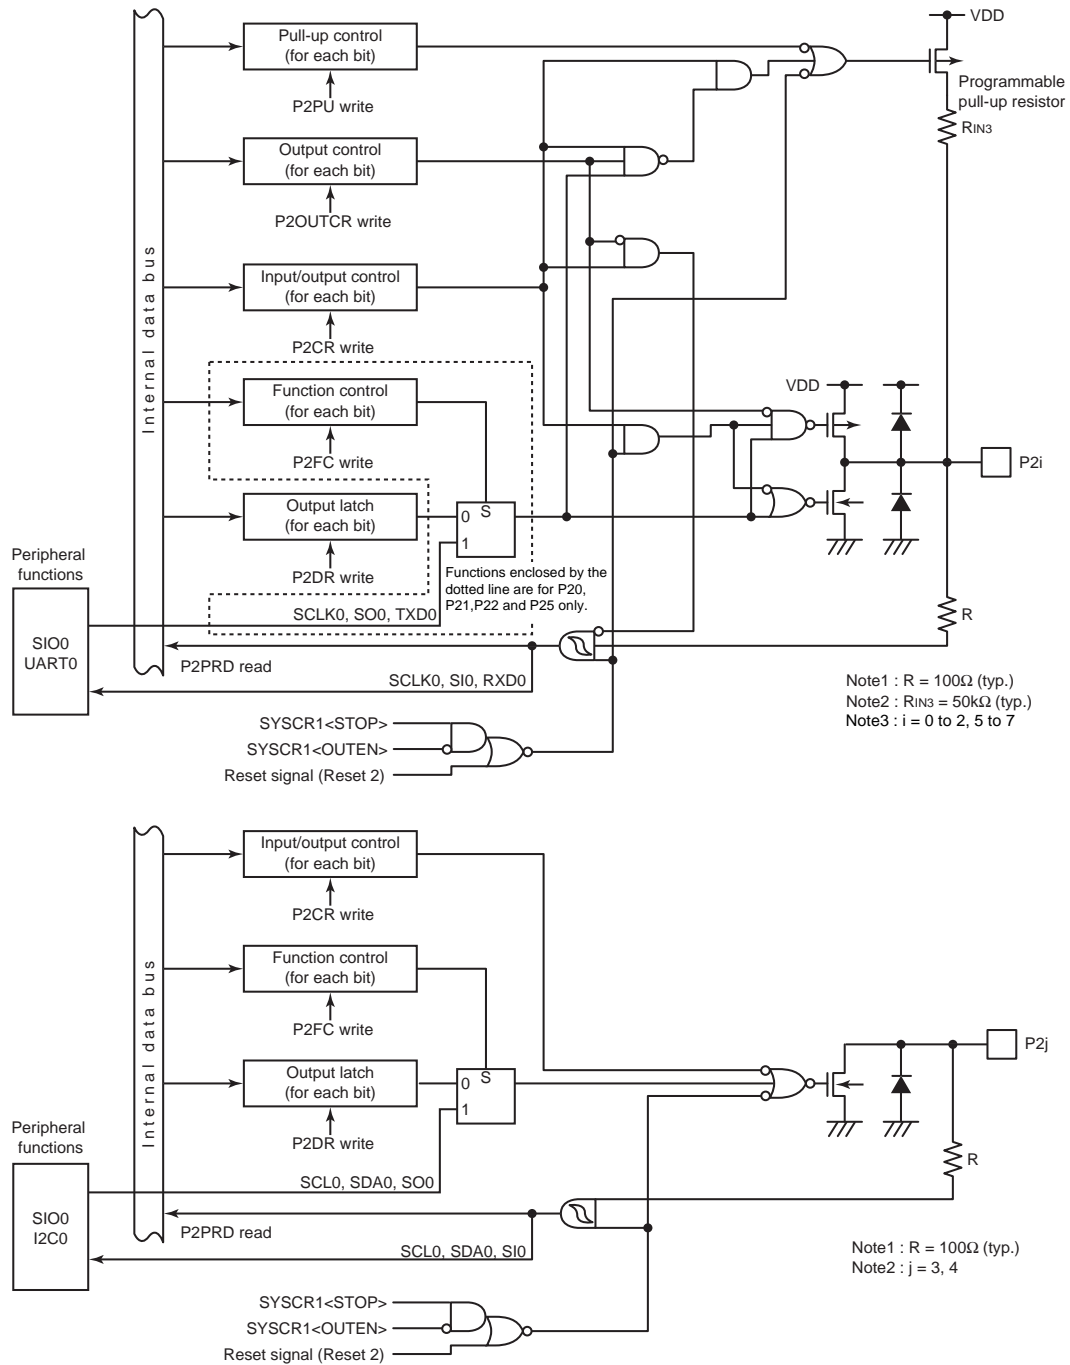 VDD
Pull-up control
(for each bit)
P2PU write
Programmable
pull-up resistor
RIN3
Output control
(for each bit)
P2OUTCR write
Internal data bus
Input/output control
(for each bit)
P2CR write
Function control
(for each bit)
P2FC write
VDD
P2i
Output latch
(for each bit)
P2DR write
0 S
1
Functions enclosed by the
dotted line are for P20,
P21,P22 and P25 only.
Peripheral
functions
SIO0
UART0
SCLK0, SO0, TXD0
R
P2PRD read
SCLK0, SI0, RXD0
Note1 : R = 100Ω (typ.)
Note2 : RIN3 = 50kΩ (typ.)
Note3 : i = 0 to 2, 5 to 7
SYSCR1<STOP>
SYSCR1<OUTEN>
Reset signal (Reset 2)
Input/output control
(for each bit)
P2CR write
Internal data bus
Function control
(for each bit)
P2FC write
P2j
Output latch
(for each bit)
P2DR write
0 S
1
Peripheral
functions
SIO0
I2C0
SCL0, SDA0, SO0
R
P2PRD read
SCL0, SDA0, SI0
Note1 : R = 100Ω (typ.)
Note2 : j = 3, 4
SYSCR1<STOP>
SYSCR1<OUTEN>
Reset signal (Reset 2)